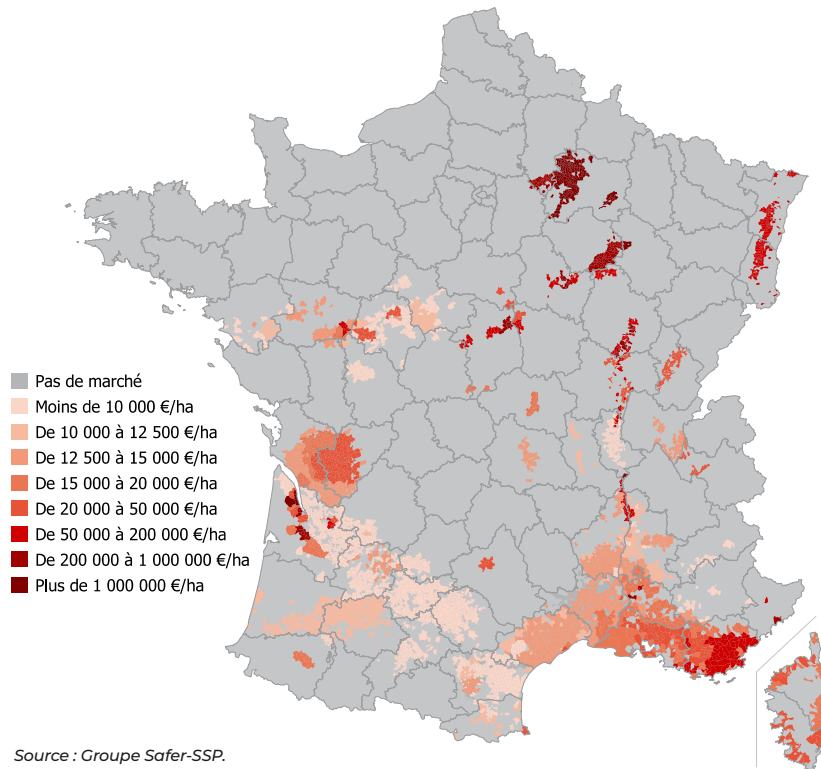 Pas de marché
Moins de 10 000 €/ha
De 10 000 à 12 500 €/ha
De 12 500 à 15 000 €/ha
De 15 000 à 20 000 €/ha
De 20 000 à 50 000 €/ha
De 50 000 à 200 000 €/ha
De 200 000 à 1 000 000 €/ha
Plus de 1 000 000 €/ha
Source : Groupe Safer-SSP.